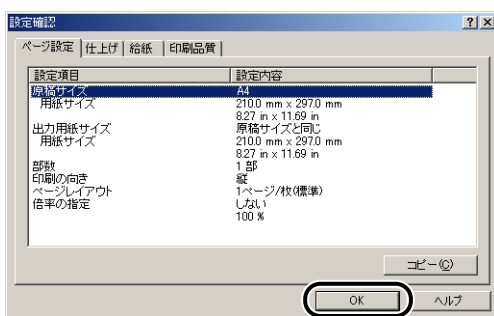 設定確認
ページ設定 仕上げ 給紙 印刷品質
設定項目 設定内容
原稿サイズ A4
用紙サイズ 210.0 mm x 297.0 mm
8.27 in x 11.69 in
出力用紙サイズ 原稿サイズと同じ
用紙サイズ 210.0 mm x 297.0 mm
8.27 in x 11.69 in
部数 1 部
印刷の向き 縦
ページレイアウト 1ページ/枚(標準)
倍率の指定 しない
100 %
コピー(C)
OK ヘルプ